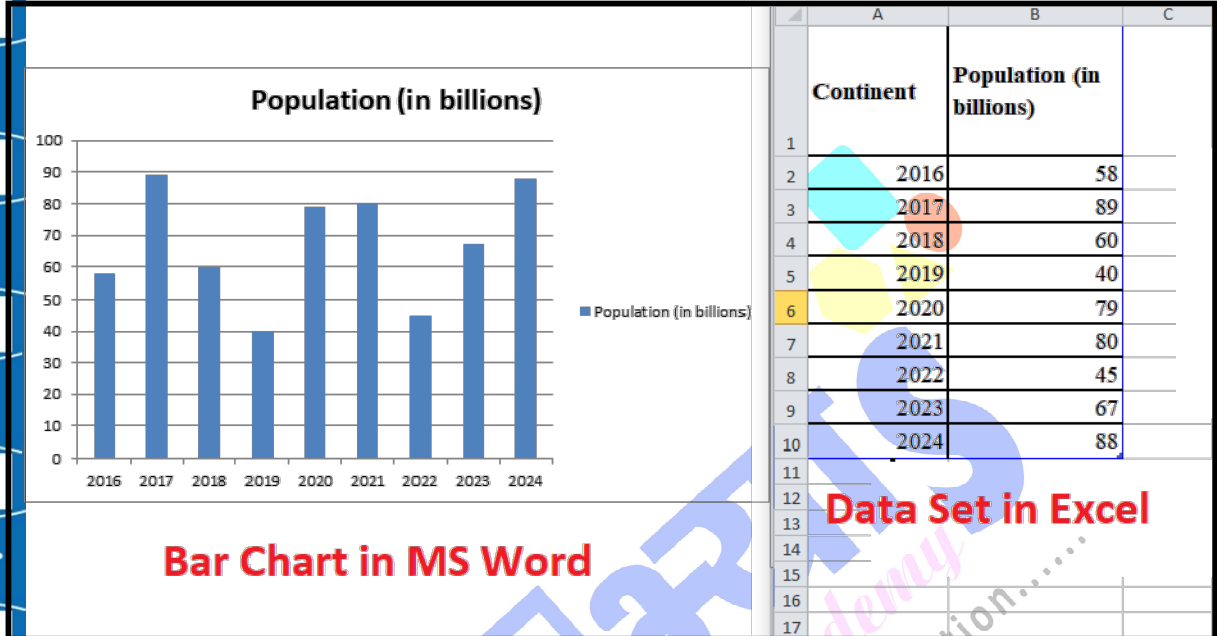 Population (in billions)
100
90
80
70
60
50
40
30
20
10
0
2016 2017 2018 2019 2020 2021 2022 2023 2024
Population (in billions)
Bar Chart in MS Word
A B C
1 Continent Population (in
billions)
2 2016 58
3 2017 89
4 2018 60
5 2019 40
6 2020 79
7 2021 80
8 2022 45
9 2023 67
10 2024 88
11
12
13
14
15
16
17
Data Set in Excel